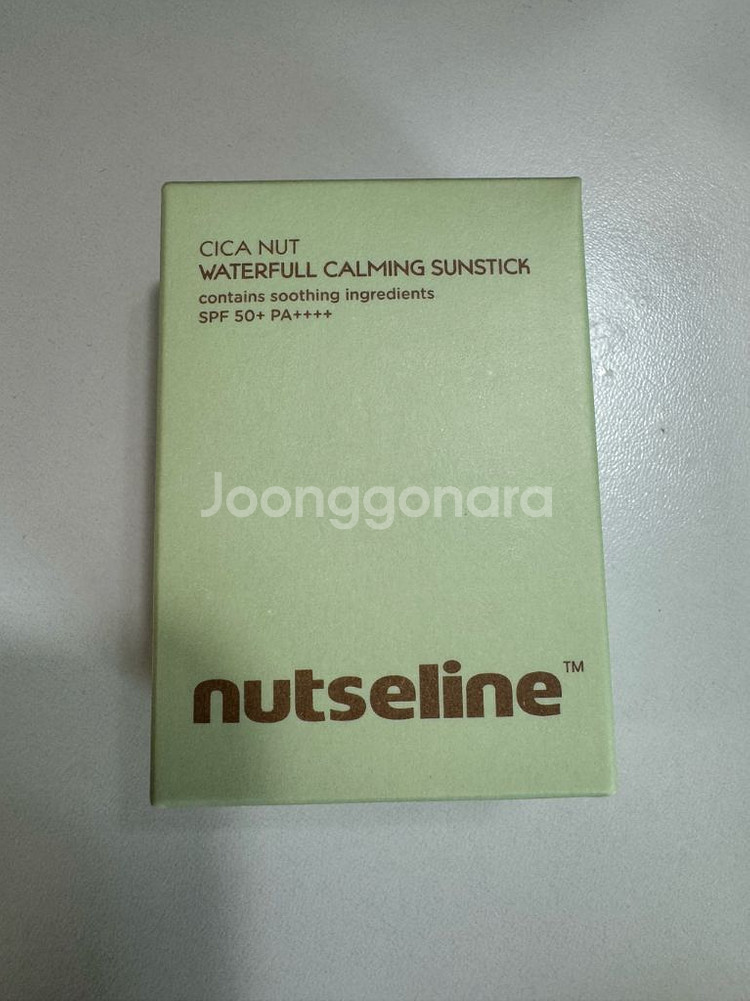 CICA NUT
WATERFULL CALMING SUNSTICK
contains soothing ingredients
SPF 50+ PA++++
Joonggonara
nutseline™